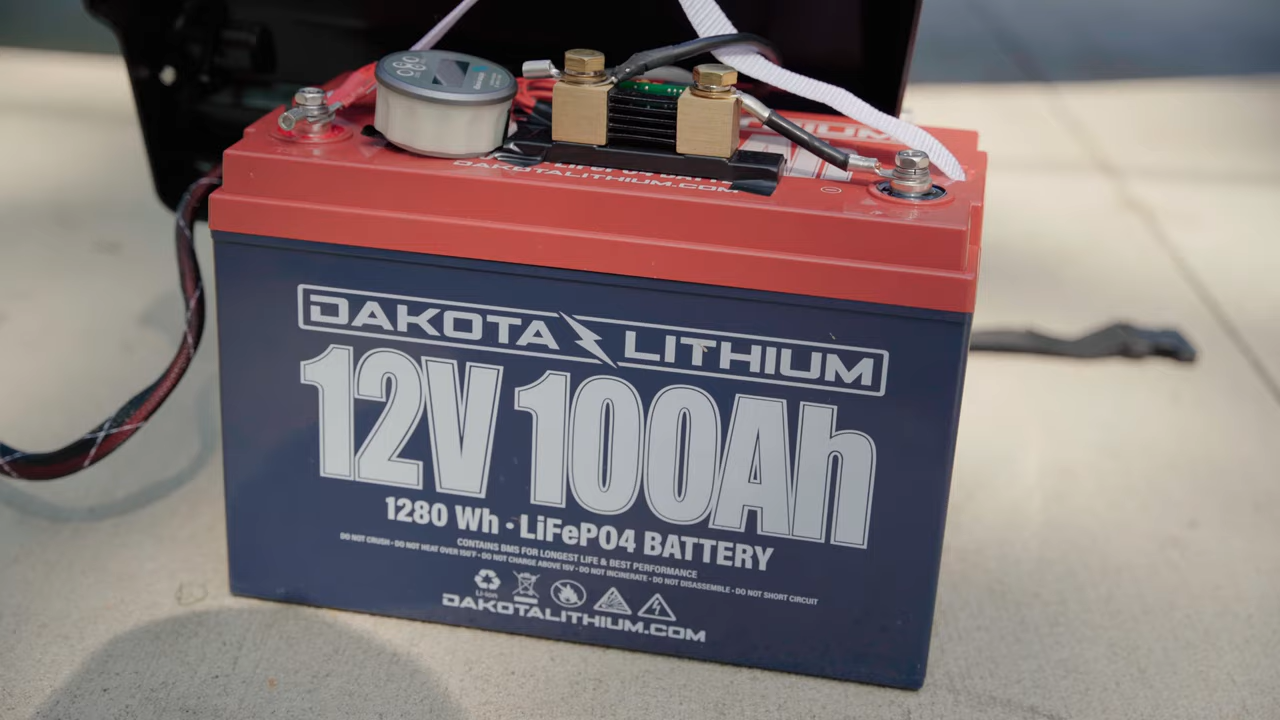 DAKOTALITHIUM.COM
DAKOTA LITHIUM
12V 100Ah
1280 Wh · LiFePO4 BATTERY
CONTAINS BMS FOR LONGEST LIFE & BEST PERFORMANCE
DO NOT CRUSH · DO NOT HEAT OVER 150°F · DO NOT CHARGE ABOVE 15V · DO NOT INCINERATE · DO NOT DISASSEMBLE · DO NOT SHORT CIRCUIT
Li-ion
DAKOTALITHIUM.COM